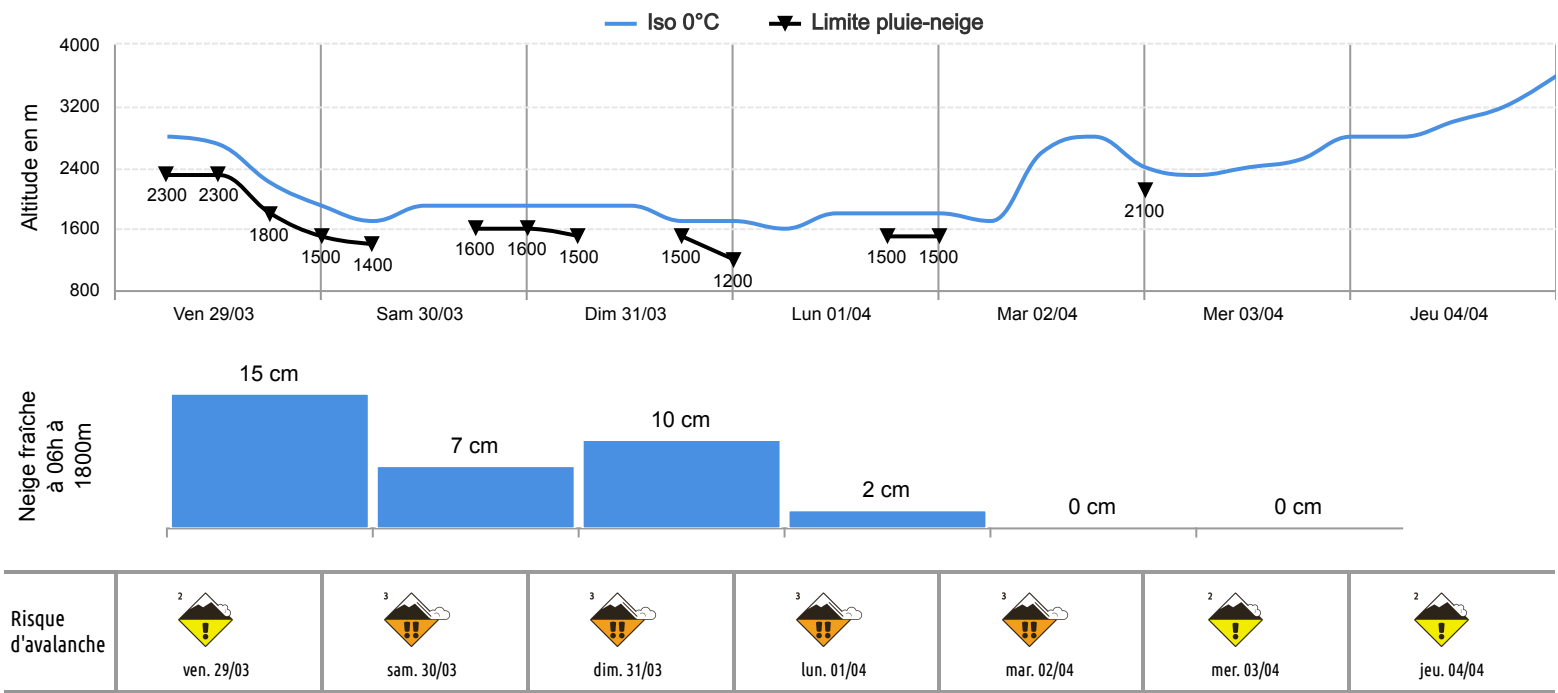 Iso 0°C Limite pluie-neige
4000
3200
2400
1600
800
Altitude en m
2300 2300
1800
1500
1400
1600
1600
1500
1500
1200
1500 1500
2100
Ven 29/03 Sam 30/03 Dim 31/03 Lun 01/04 Mar 02/04 Mer 03/04 Jeu 04/04
Neige fraîche
à 06h à
1800m
15 cm
7 cm
10 cm
2 cm
0 cm
0 cm
Risque
d'avalanche
2 3 3 3 3 2 2
! !! !! !! !! ! !
ven. 29/03 sam. 30/03 dim. 31/03 lun. 01/04 mar. 02/04 mer. 03/04 jeu. 04/04